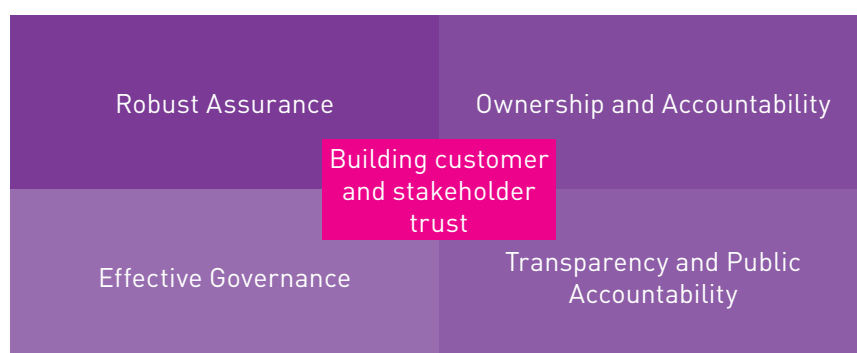 Robust Assurance
Ownership and Accountability
Building customer
and stakeholder
trust
Effective Governance
Transparency and Public
Accountability